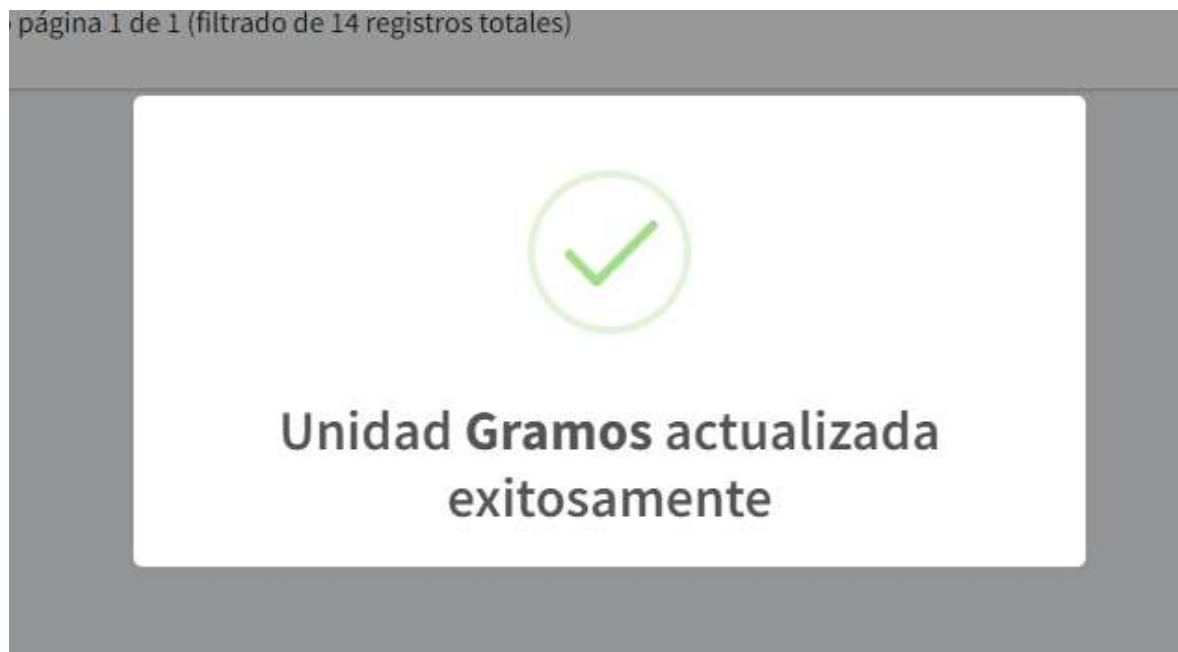 página 1 de 1 (filtrado de 14 registros totales)
Unidad Gramos actualizada
exitosamente